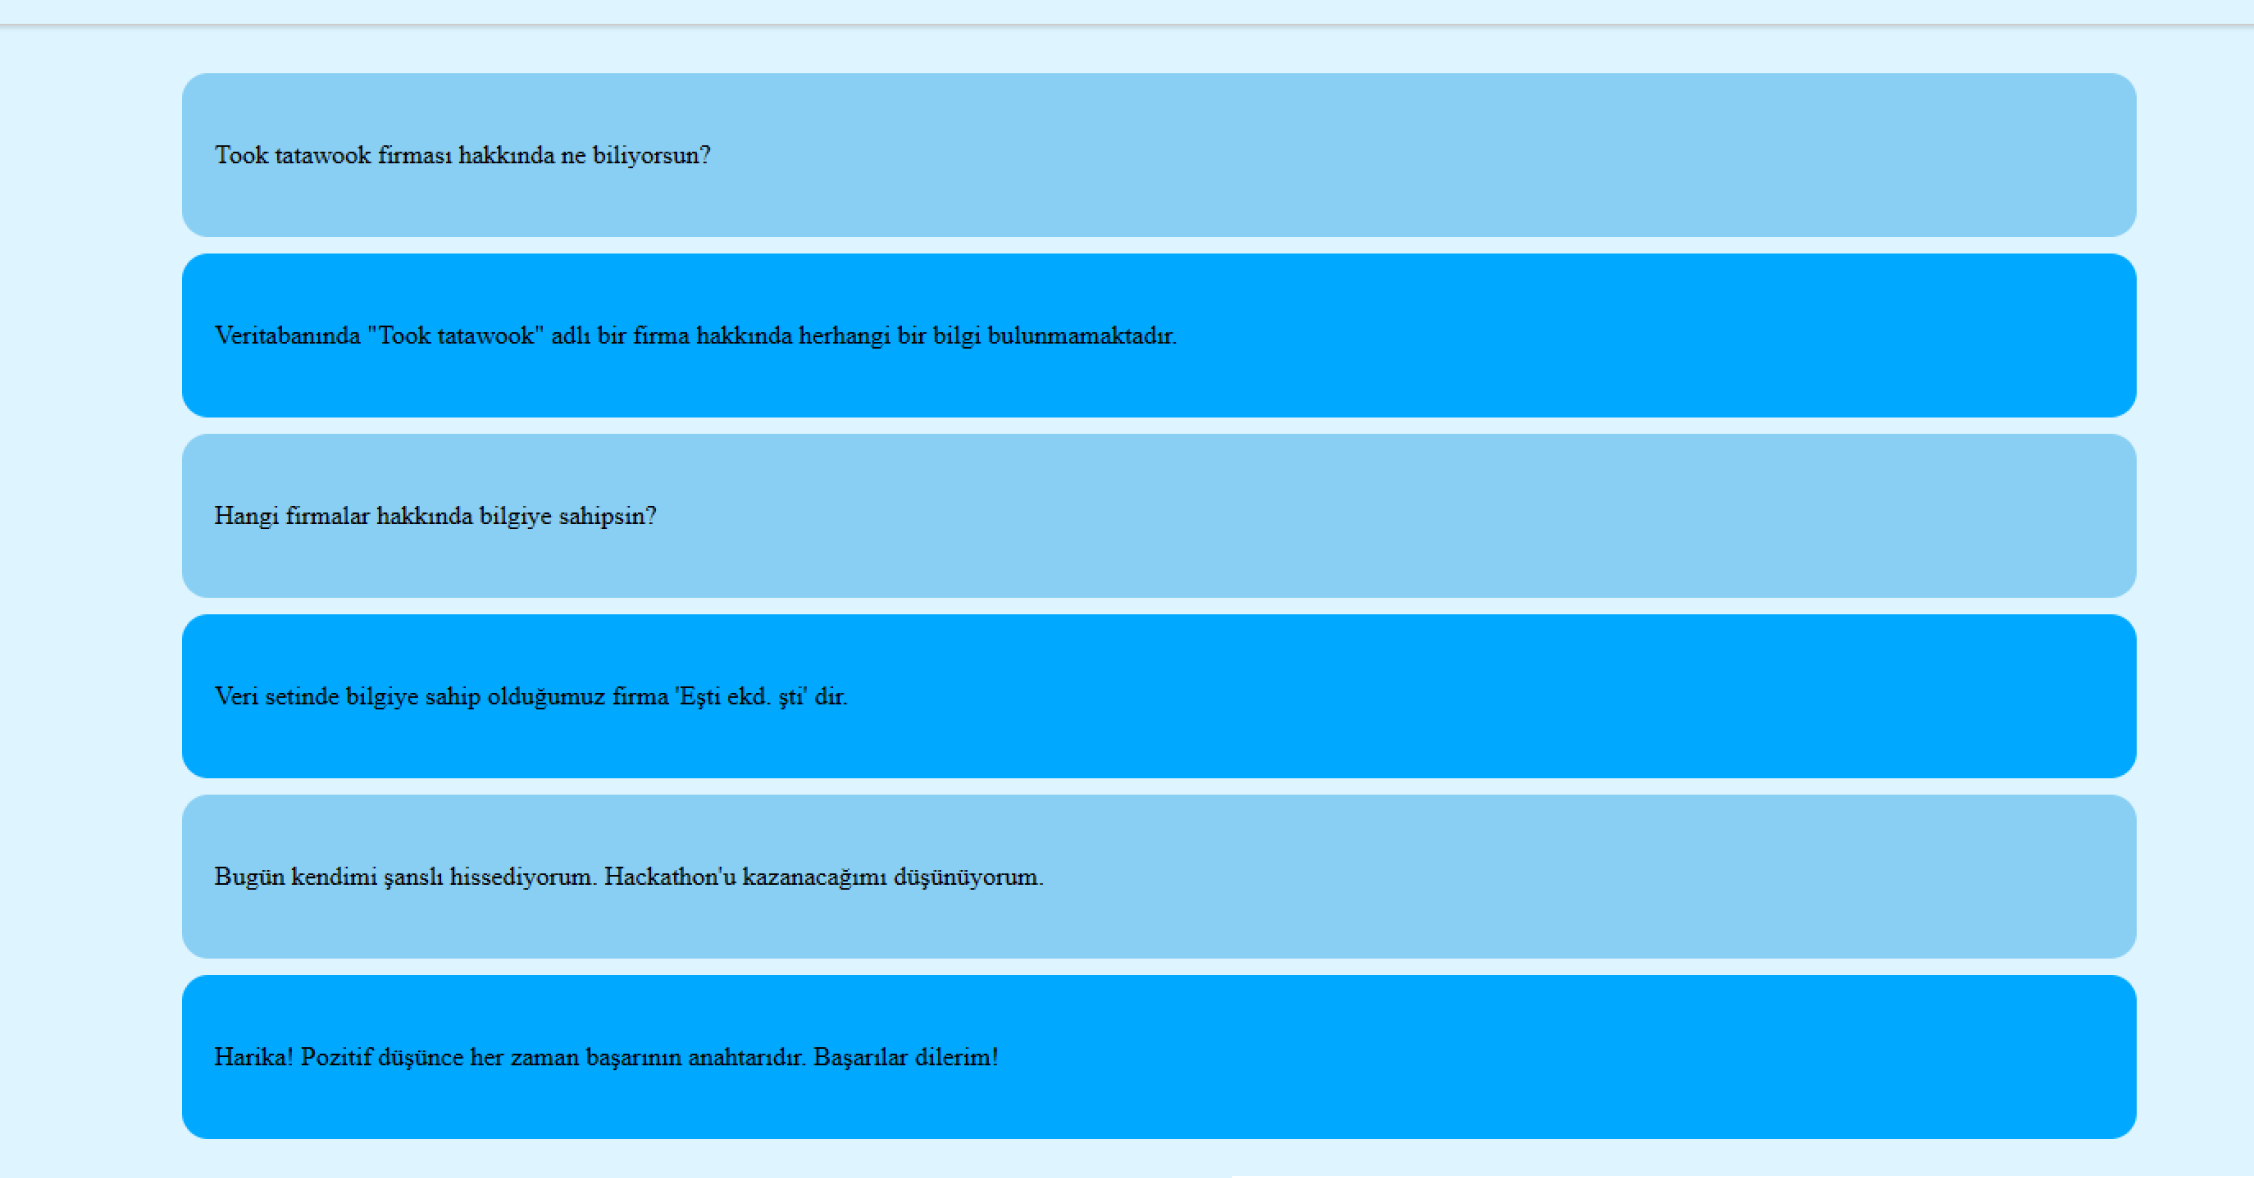 Took tatawook firması hakkında ne biliyorsun?
Veritabanında "Took tatawook" adlı bir firma hakkında herhangi bir bilgi bulunmamaktadır.
Hangi firmalar hakkında bilgiye sahipsin?
Veri setinde bilgiye sahip olduğumuz firma 'Eşti ekd. şti' dir.
Bugün kendimi şanslı hissediyorum. Hackathon'u kazanacağımı düşünüyorum.
Harika! Pozitif düşünce her zaman başarının anahtarıdır. Başarılar dilerim!